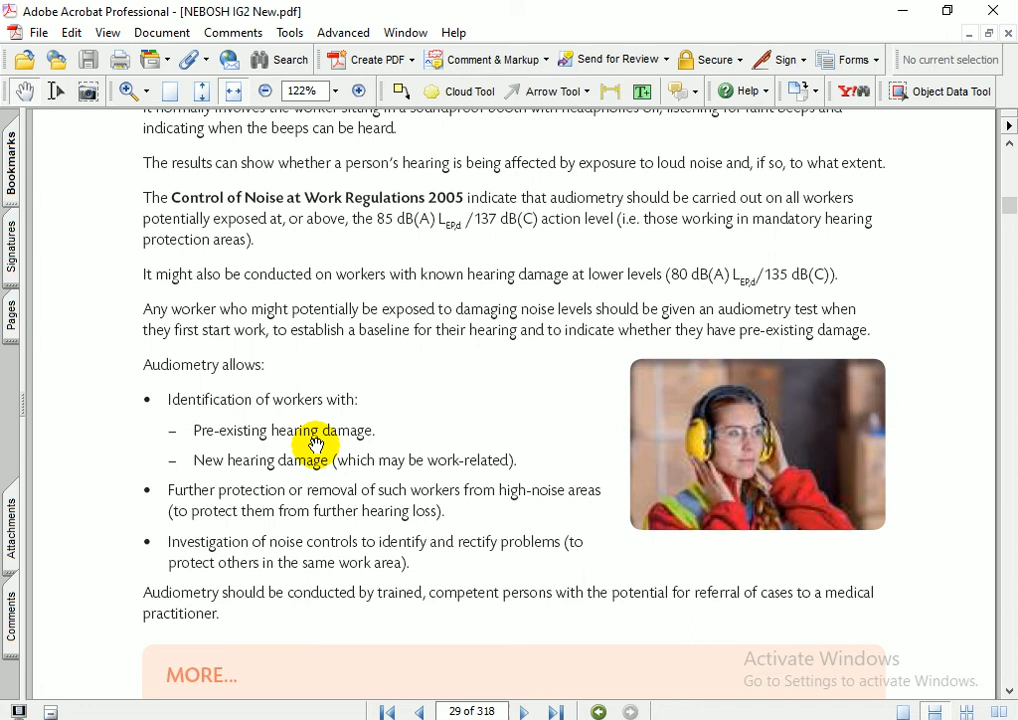 Adobe Acrobat Professional - [NEBOSH IG2 New.pdf]
File Edit View Document Comments Tools Advanced Window Help
Search Create PDF Comment & Markup Send for Review Secure Sign Forms No current selection
122% Cloud Tool Arrow Tool Help Y! Object Data Tool
Bookmarks
Signatures
Pages
Attachments
Comments
indicating when the beeps can be heard.
The results can show whether a person's hearing is being affected by exposure to loud noise and, if so, to what extent.
The Control of Noise at Work Regulations 2005 indicate that audiometry should be carried out on all workers
potentially exposed at, or above, the 85 dB(A) LEP,d /137 dB(C) action level (i.e. those working in mandatory hearing
protection areas).
It might also be conducted on workers with known hearing damage at lower levels (80 dB(A) LEP,d/135 dB(C)).
Any worker who might potentially be exposed to damaging noise levels should be given an audiometry test when
they first start work, to establish a baseline for their hearing and to indicate whether they have pre-existing damage.
Audiometry allows:
• Identification of workers with:
– Pre-existing hearing damage.
– New hearing damage (which may be work-related).
• Further protection or removal of such workers from high-noise areas
(to protect them from further hearing loss).
• Investigation of noise controls to identify and rectify problems (to
protect others in the same work area).
Audiometry should be conducted by trained, competent persons with the potential for referral of cases to a medical
practitioner.
MORE...
Activate Windows
Go to Settings to activate Windows.
29 of 318